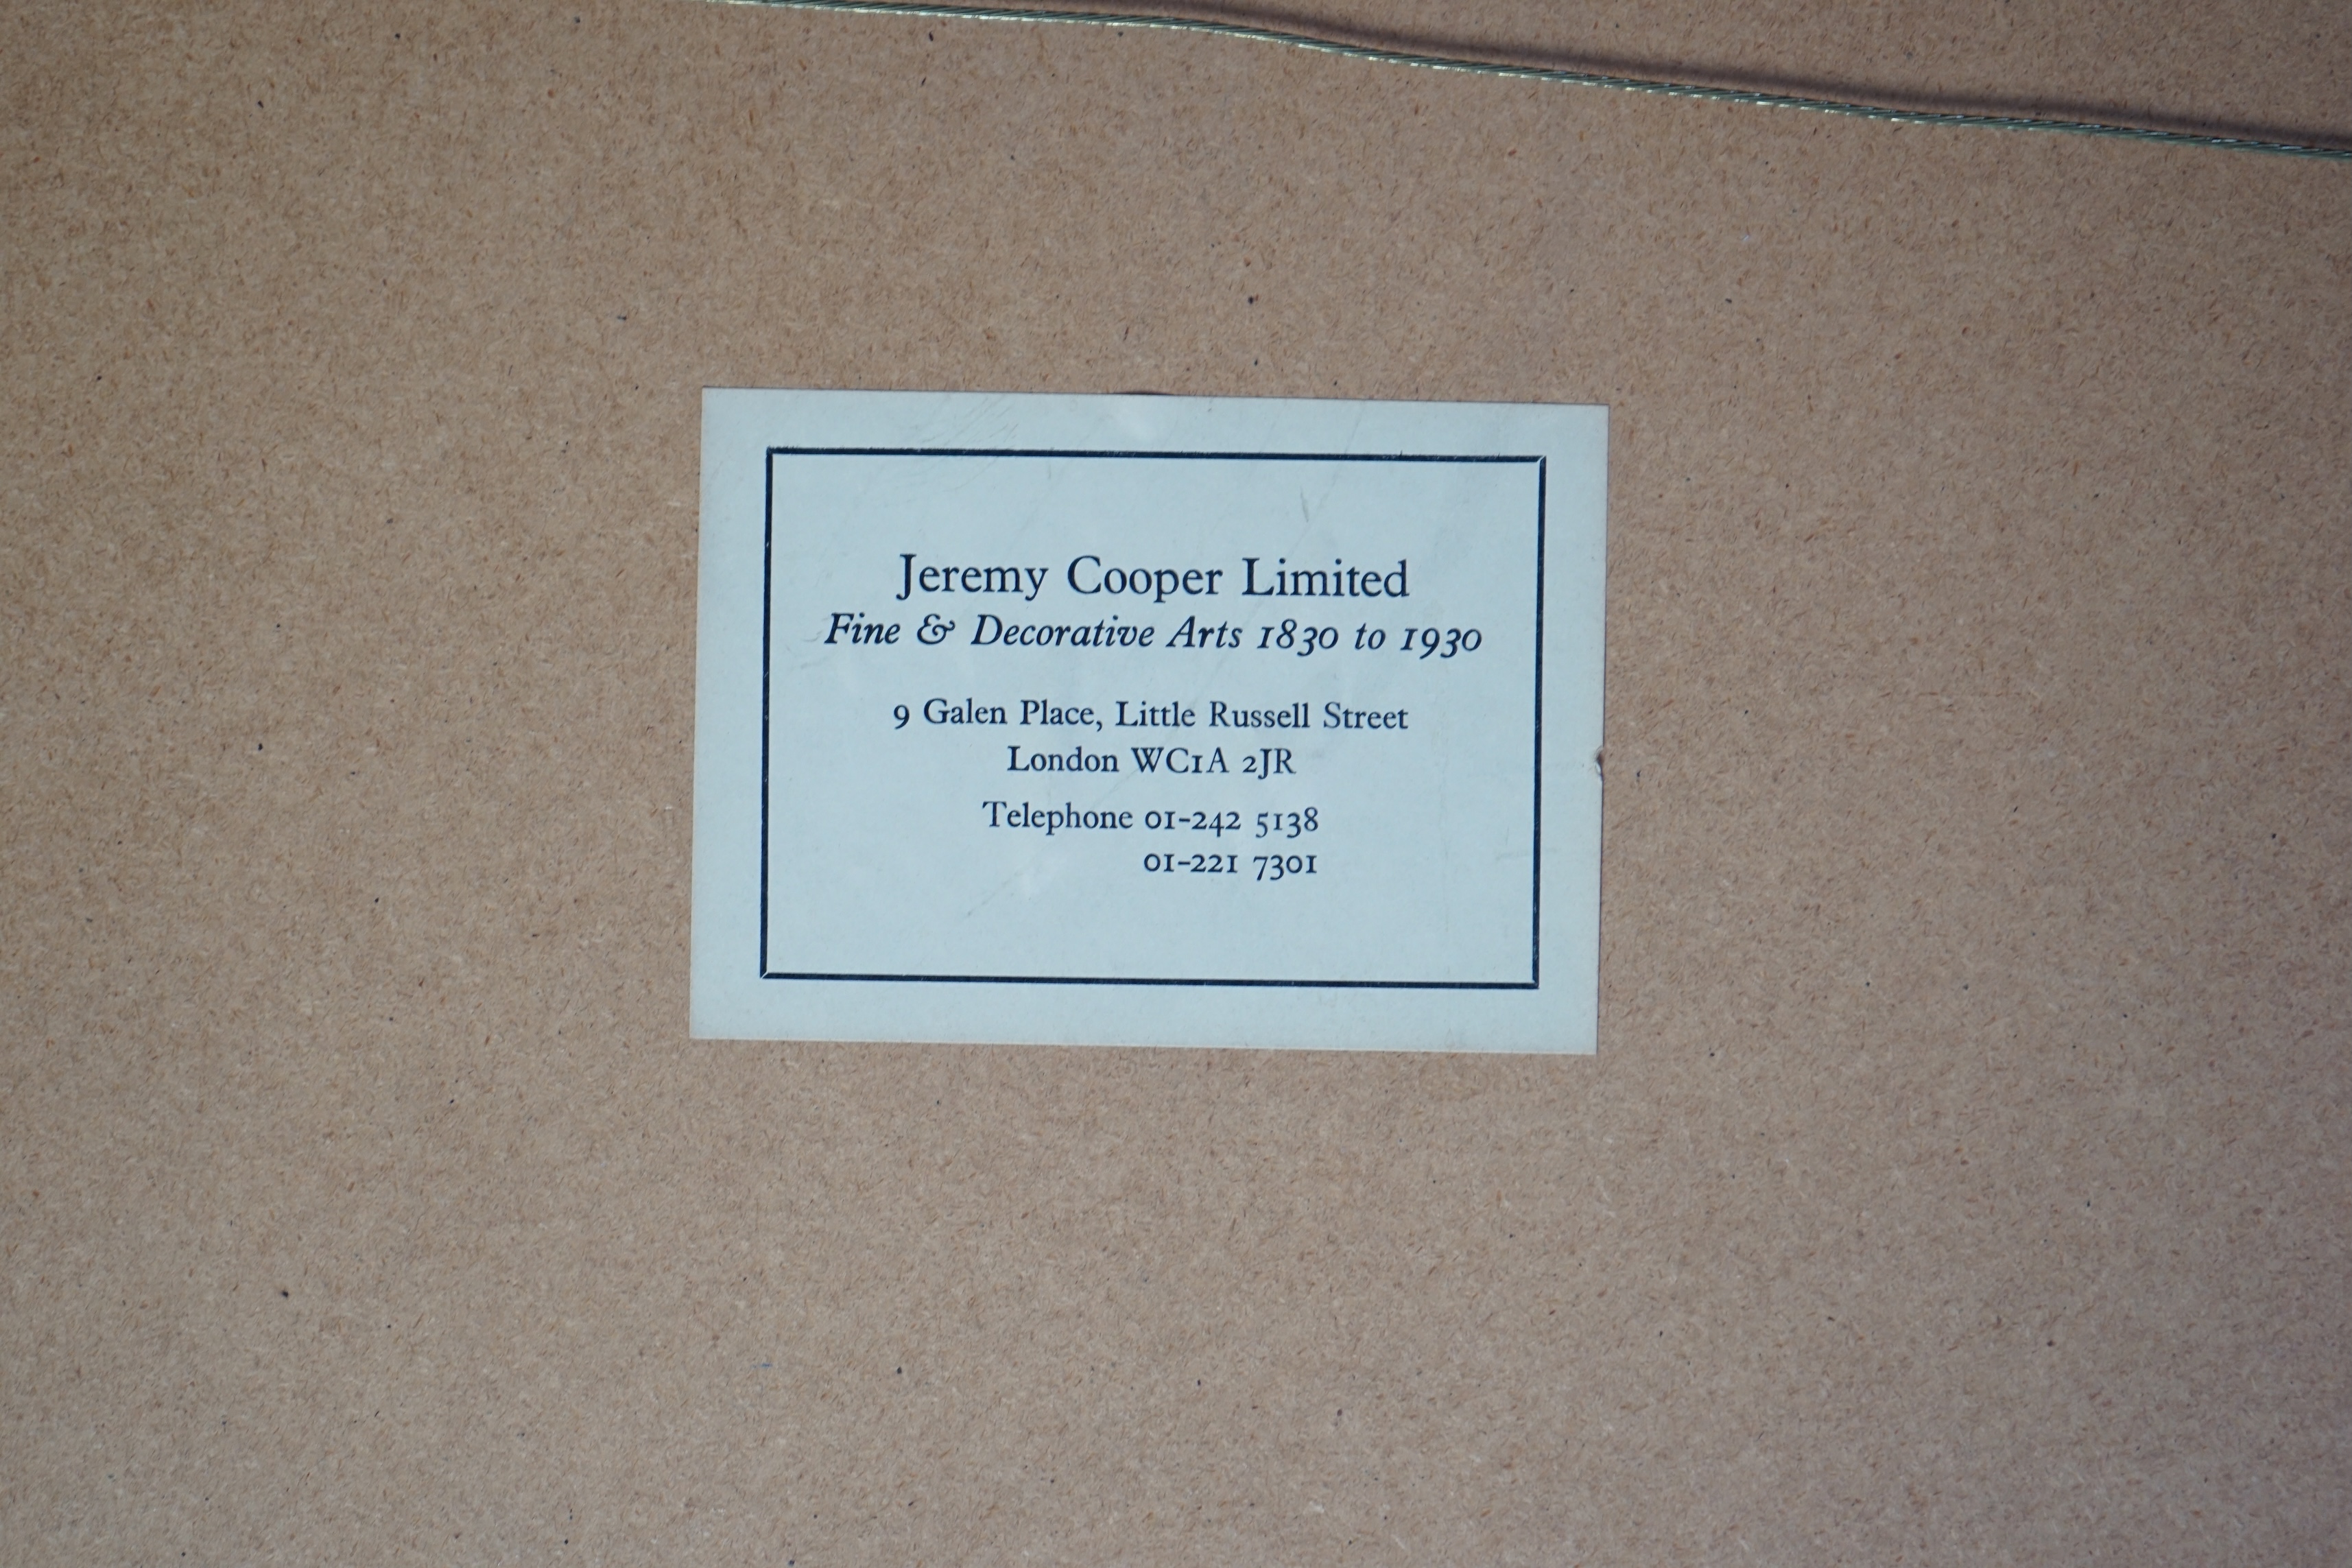 Jeremy Cooper Limited
Fine & Decorative Arts 1830 to 1930
9 Galen Place, Little Russell Street
London WC1A 2JR
Telephone 01-242 5138
01-221 7301